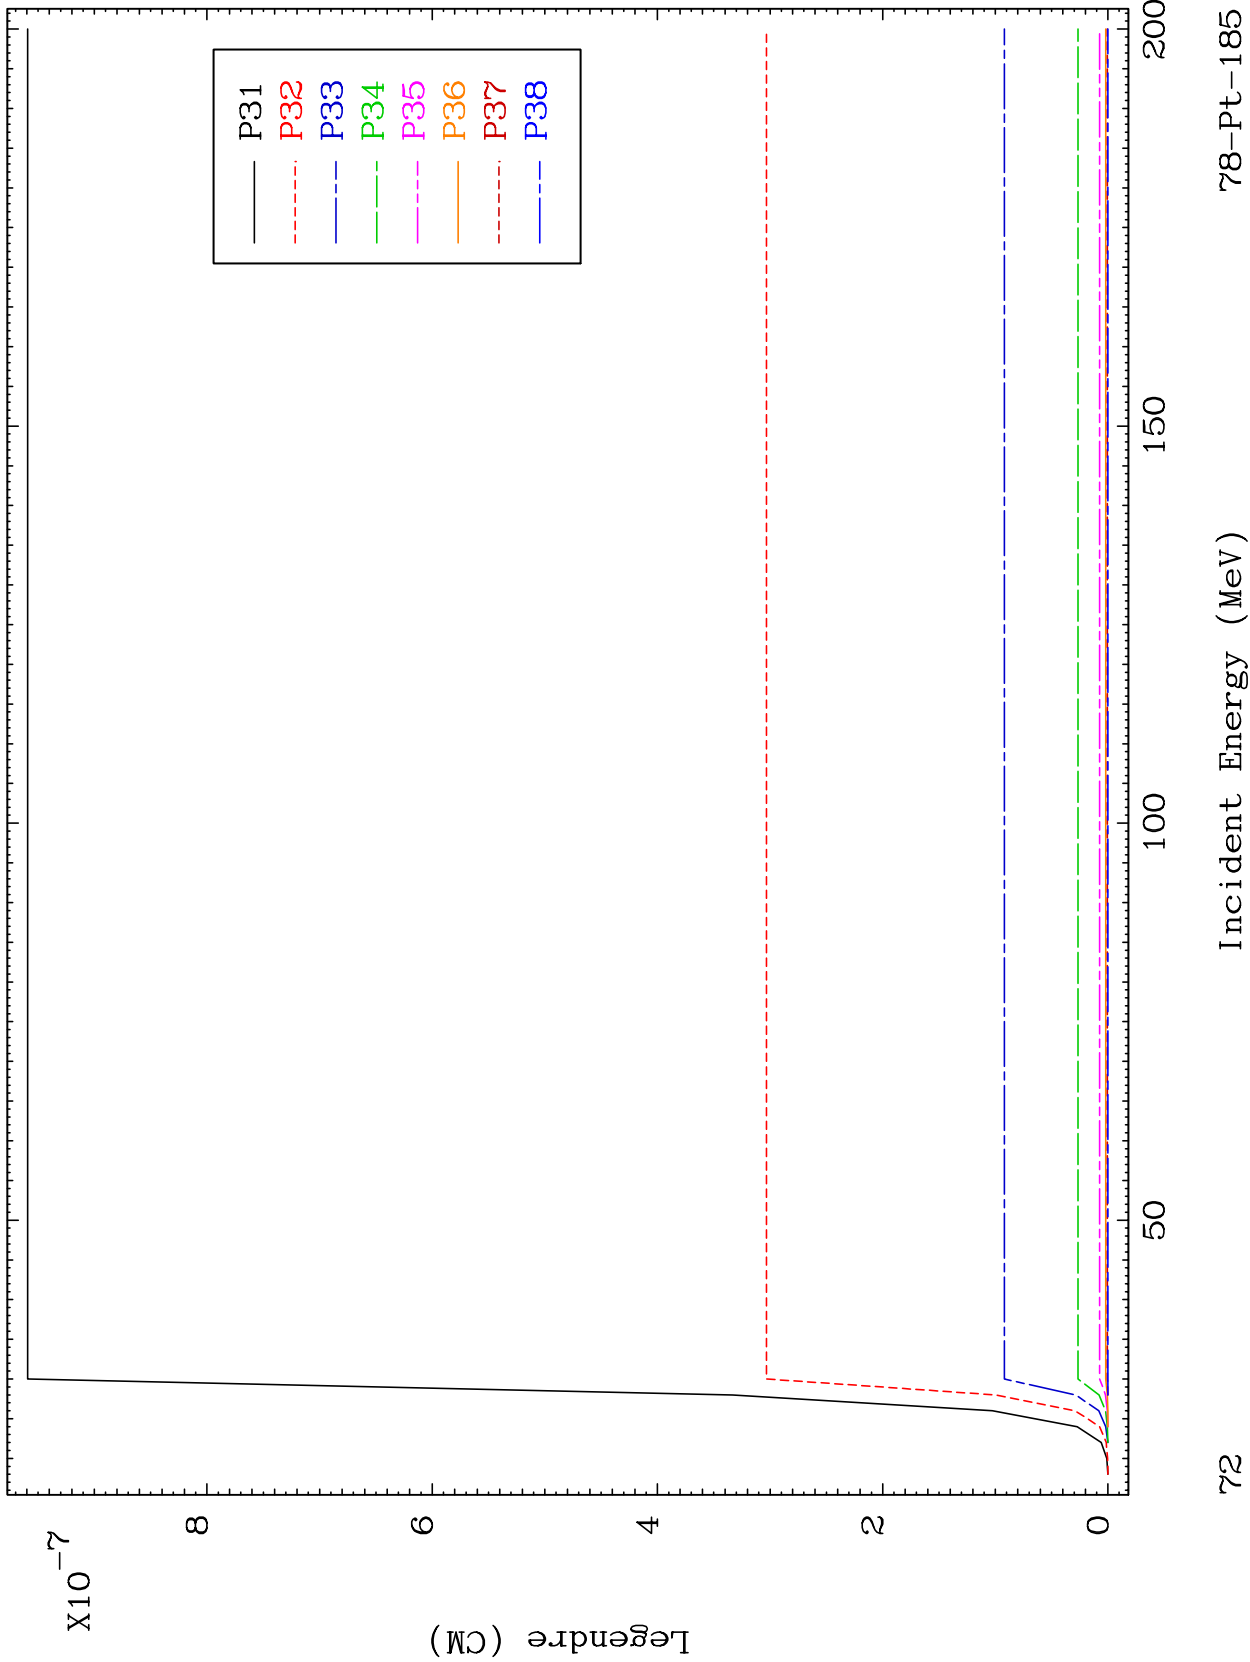 X10-7
8
6
4
2
0
Legendre (CM)
P31
P32
P33
P34
P35
P36
P37
P38
50
100
150
200
72
Incident Energy (MeV)
78-Pt-185